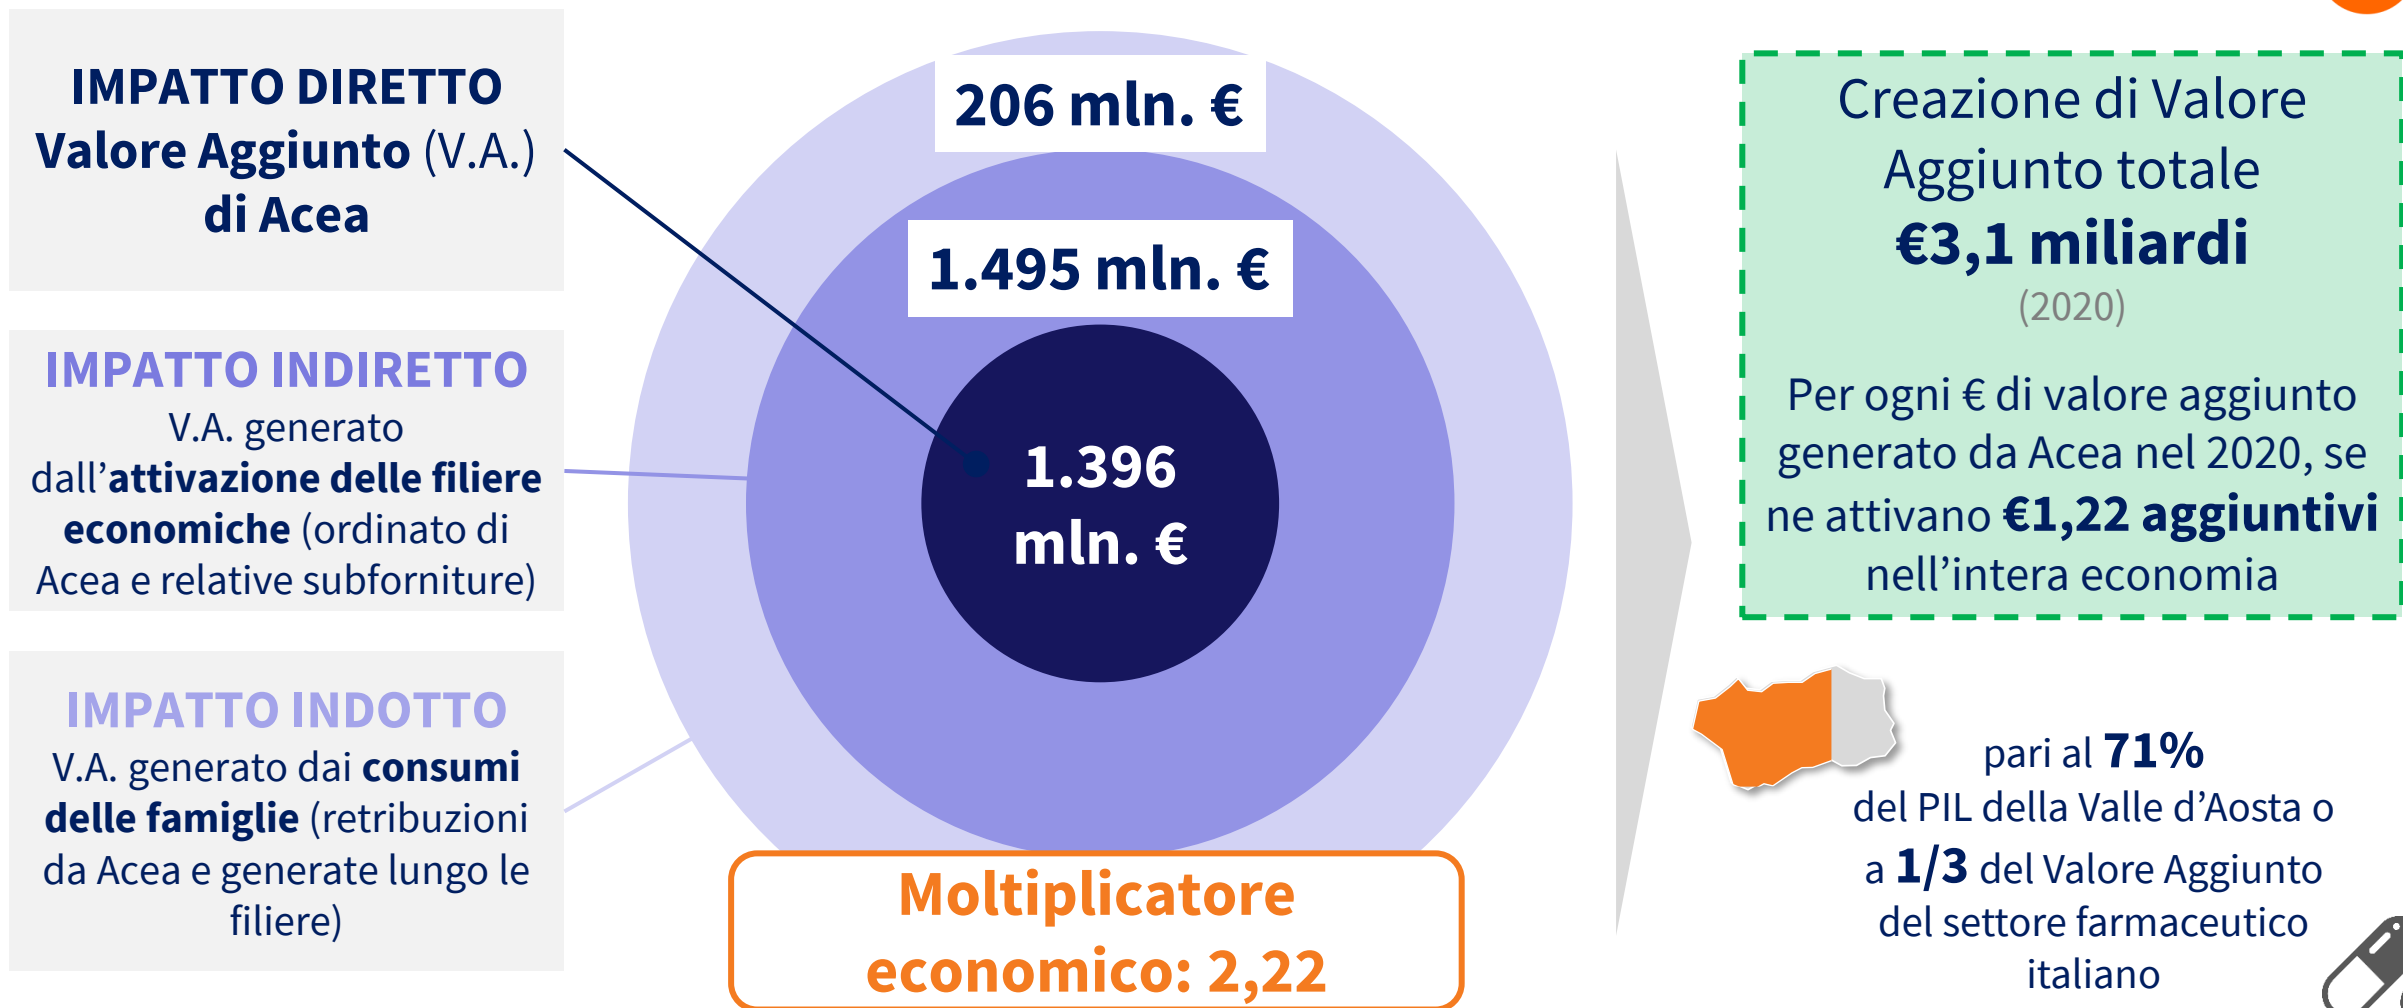 IMPATTO DIRETTO
Valore Aggiunto (V.A.)
di Acea
IMPATTO INDIRETTO
V.A. generato
dall'attivazione delle filiere
economiche (ordinato di
Acea e relative subforniture)
IMPATTO INDOTTO
V.A. generato dai consumi
delle famiglie (retribuzioni
da Acea e generate lungo le
filiere)
206 mln. €
1.495 mln. €
1.396
mln. €
Moltiplicatore
economico: 2,22
Creazione di Valore
Aggiunto totale
€3,1 miliardi
(2020)
Per ogni € di valore aggiunto
generato da Acea nel 2020, se
ne attivano €1,22 aggiuntivi
nell'intera economia
pari al 71%
del PIL della Valle d'Aosta o
a 1/3 del Valore Aggiunto
del settore farmaceutico
italiano